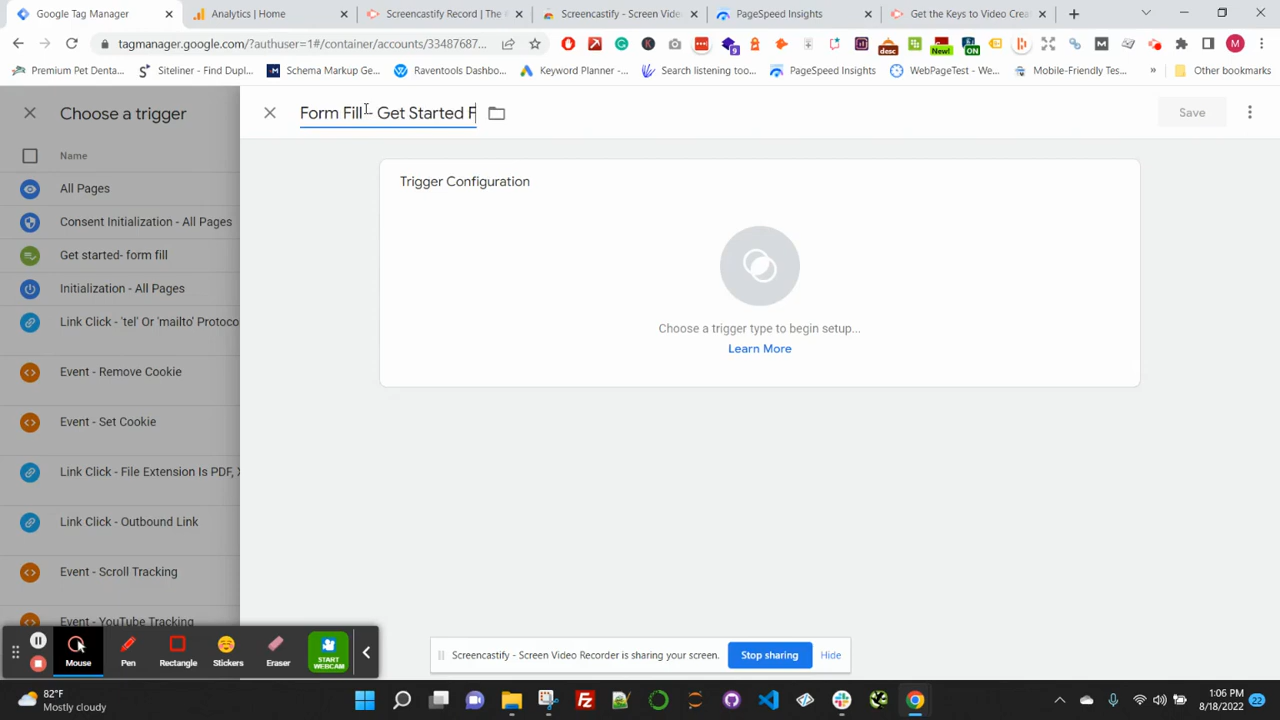 Google Tag Manager
Analytics | Home
Screencastify Record | The #
Screencastify - Screen Video
PageSpeed Insights
Get the Keys to Video Crea
tagmanager.google.com/?authuser=1#/container/accounts/33487687...
9
desc
New!
ON
M
Premium Pet Denta...
Siteliner - Find Dupl...
Schema Markup Ge...
Raventools Dashbo...
Keyword Planner -...
Search listening too...
PageSpeed Insights
WebPageTest - We...
Mobile-Friendly Tes...
»
Other bookmarks
Choose a trigger
Form Fill - Get Started F
Save
Name
All Pages
Consent Initialization - All Pages
Get started- form fill
Initialization - All Pages
Link Click - 'tel' Or 'mailto' Protoco
Event - Remove Cookie
Event - Set Cookie
Link Click - File Extension Is PDF, X
Link Click - Outbound Link
Event - Scroll Tracking
Event - YouTube Tracking
Trigger Configuration
Choose a trigger type to begin setup...
Learn More
Mouse
Pen
Rectangle
Stickers
Eraser
START
WEBCAM
Screencastify - Screen Video Recorder is sharing your screen.
Stop sharing
Hide
82°F
Mostly cloudy
1:06 PM
8/18/2022
22